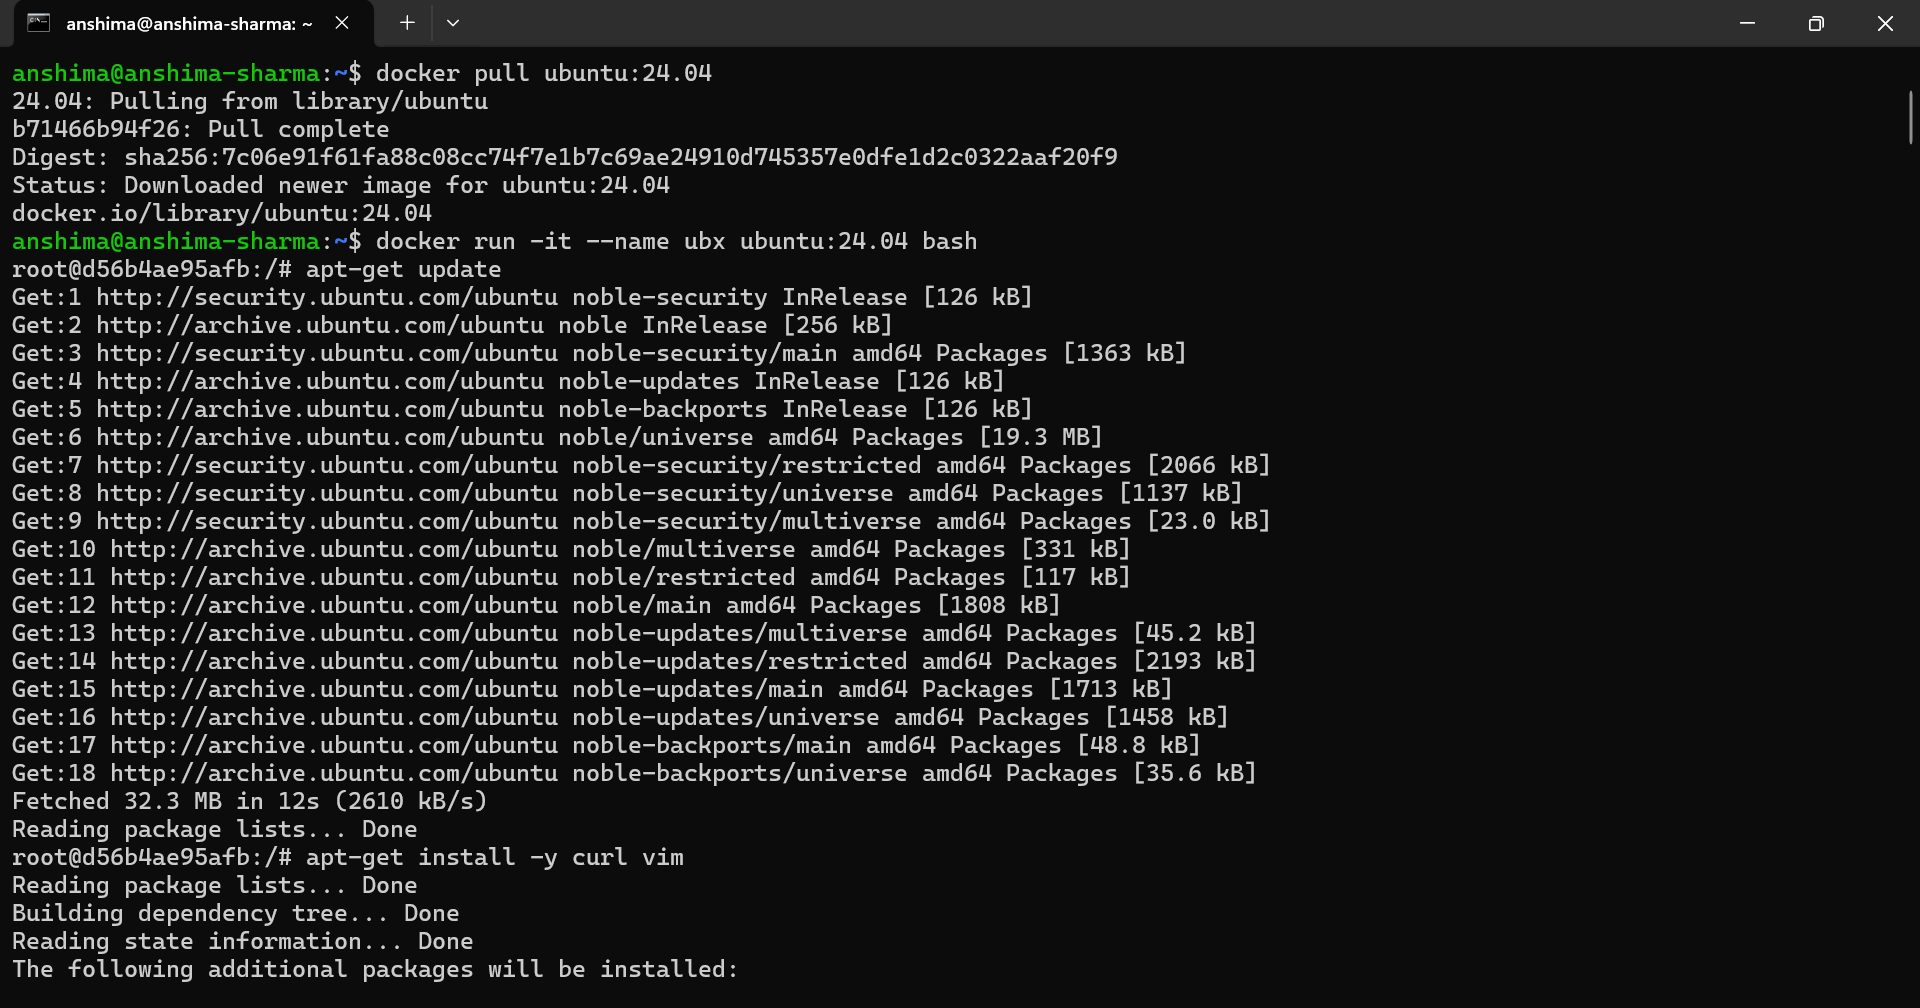 anshima@anshima-sharma: ~
anshima@anshima-sharma:~$ docker pull ubuntu:24.04
24.04: Pulling from library/ubuntu
b71466b94f26: Pull complete
Digest: sha256:7c06e91f61fa88c08cc74f7e1b7c69ae24910d745357e0dfe1d2c0322aaf20f9
Status: Downloaded newer image for ubuntu:24.04
docker.io/library/ubuntu:24.04
anshima@anshima-sharma:~$ docker run -it --name ubx ubuntu:24.04 bash
root@d56b4ae95afb:/# apt-get update
Get:1 http://security.ubuntu.com/ubuntu noble-security InRelease [126 kB]
Get:2 http://archive.ubuntu.com/ubuntu noble InRelease [256 kB]
Get:3 http://security.ubuntu.com/ubuntu noble-security/main amd64 Packages [1363 kB]
Get:4 http://archive.ubuntu.com/ubuntu noble-updates InRelease [126 kB]
Get:5 http://archive.ubuntu.com/ubuntu noble-backports InRelease [126 kB]
Get:6 http://archive.ubuntu.com/ubuntu noble/universe amd64 Packages [19.3 MB]
Get:7 http://security.ubuntu.com/ubuntu noble-security/restricted amd64 Packages [2066 kB]
Get:8 http://security.ubuntu.com/ubuntu noble-security/universe amd64 Packages [1137 kB]
Get:9 http://security.ubuntu.com/ubuntu noble-security/multiverse amd64 Packages [23.0 kB]
Get:10 http://archive.ubuntu.com/ubuntu noble/multiverse amd64 Packages [331 kB]
Get:11 http://archive.ubuntu.com/ubuntu noble/restricted amd64 Packages [117 kB]
Get:12 http://archive.ubuntu.com/ubuntu noble/main amd64 Packages [1808 kB]
Get:13 http://archive.ubuntu.com/ubuntu noble-updates/multiverse amd64 Packages [45.2 kB]
Get:14 http://archive.ubuntu.com/ubuntu noble-updates/restricted amd64 Packages [2193 kB]
Get:15 http://archive.ubuntu.com/ubuntu noble-updates/main amd64 Packages [1713 kB]
Get:16 http://archive.ubuntu.com/ubuntu noble-updates/universe amd64 Packages [1458 kB]
Get:17 http://archive.ubuntu.com/ubuntu noble-backports/main amd64 Packages [48.8 kB]
Get:18 http://archive.ubuntu.com/ubuntu noble-backports/universe amd64 Packages [35.6 kB]
Fetched 32.3 MB in 12s (2610 kB/s)
Reading package lists... Done
root@d56b4ae95afb:/# apt-get install -y curl vim
Reading package lists... Done
Building dependency tree... Done
Reading state information... Done
The following additional packages will be installed: